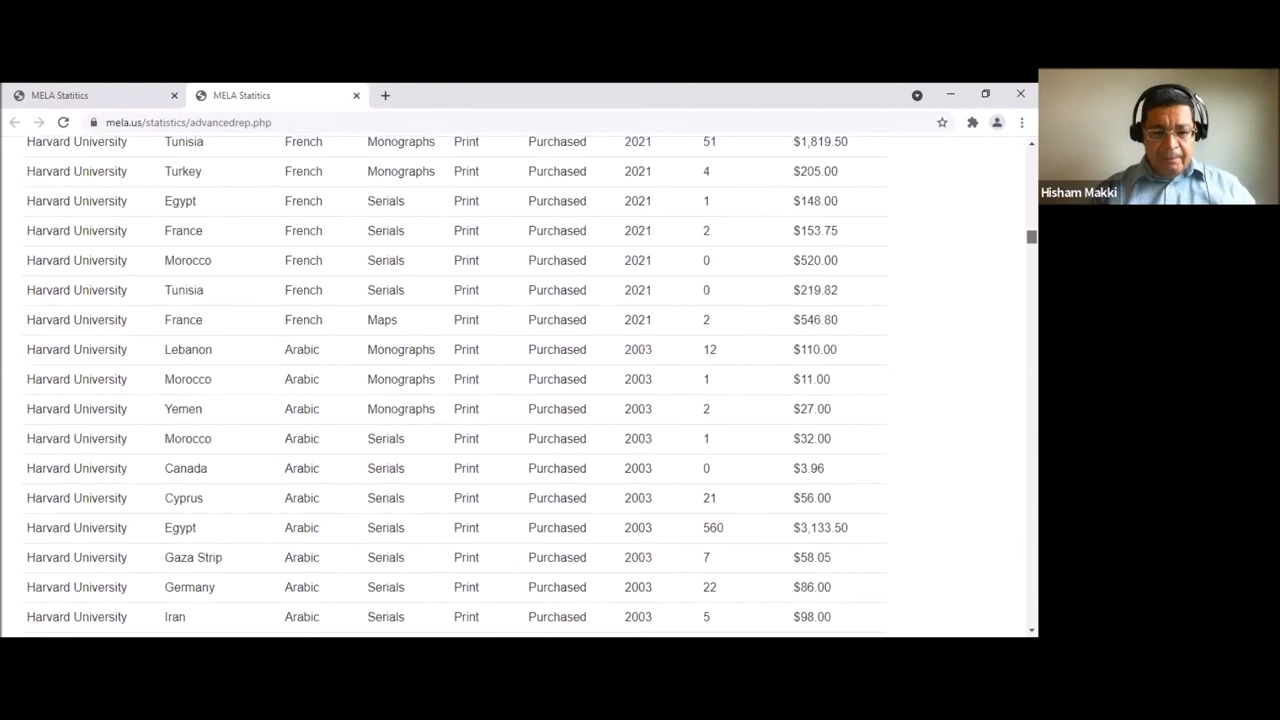 MELA Statitics
MELA Statitics
mela.us/statistics/advancedrep.php
Harvard University Tunisia French Monographs Print Purchased 2021 51 $1,819.50
Harvard University Turkey French Monographs Print Purchased 2021 4 $205.00
Harvard University Egypt French Serials Print Purchased 2021 1 $148.00
Harvard University France French Serials Print Purchased 2021 2 $153.75
Harvard University Morocco French Serials Print Purchased 2021 0 $520.00
Harvard University Tunisia French Serials Print Purchased 2021 0 $219.82
Harvard University France French Maps Print Purchased 2021 2 $546.80
Harvard University Lebanon Arabic Monographs Print Purchased 2003 12 $110.00
Harvard University Morocco Arabic Monographs Print Purchased 2003 1 $11.00
Harvard University Yemen Arabic Monographs Print Purchased 2003 2 $27.00
Harvard University Morocco Arabic Serials Print Purchased 2003 1 $32.00
Harvard University Canada Arabic Serials Print Purchased 2003 0 $3.96
Harvard University Cyprus Arabic Serials Print Purchased 2003 21 $56.00
Harvard University Egypt Arabic Serials Print Purchased 2003 560 $3,133.50
Harvard University Gaza Strip Arabic Serials Print Purchased 2003 7 $58.05
Harvard University Germany Arabic Serials Print Purchased 2003 22 $86.00
Harvard University Iran Arabic Serials Print Purchased 2003 5 $98.00
Hisham Makki